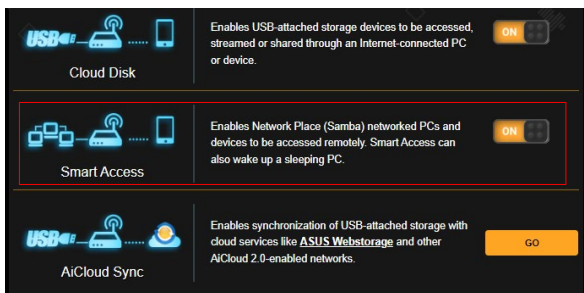 USB
Enables USB-attached storage devices to be accessed,
streamed or shared through an Internet-connected PC
or device.
ON
Cloud Disk
Enables Network Place (Samba) networked PCs and
devices to be accessed remotely. Smart Access can
also wake up a sleeping PC.
ON
Smart Access
USB
Enables synchronization of USB-attached storage with
cloud services like ASUS Webstorage and other
AiCloud 2.0-enabled networks.
GO
AiCloud Sync